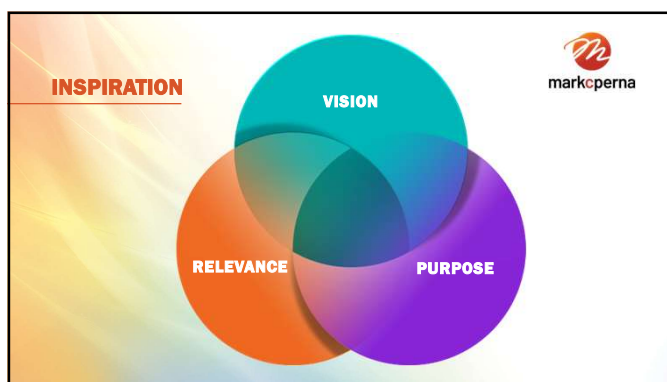 INSPIRATION
VISION
markcperna
RELEVANCE
PURPOSE